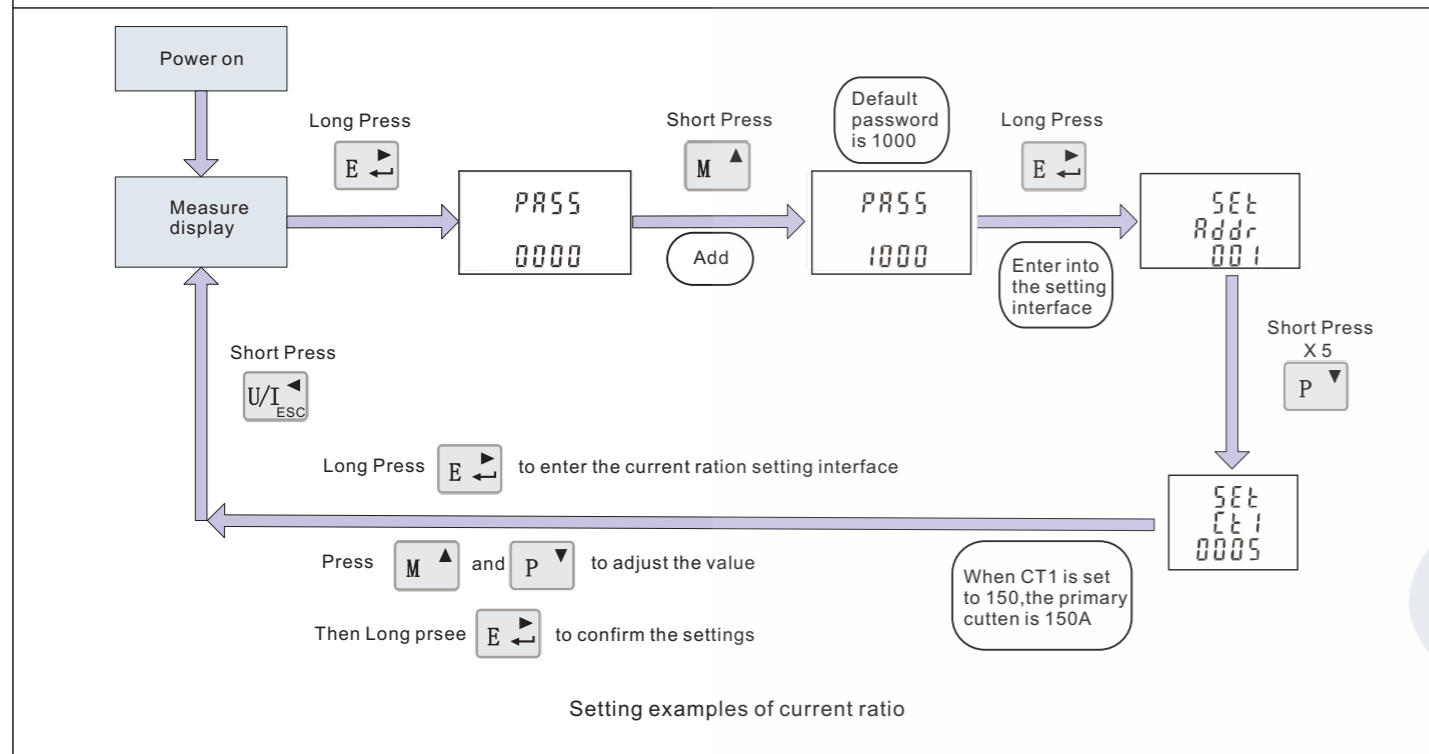 Power on
Long Press
E
Measure
display
PASS
0000
Short Press
M
Add
Default
password
is 1000
PASS
1000
Long Press
E
Enter into
the setting
interface
SEt
Addr
001
Short Press
X 5
P
SEt
Ct1
0005
Short Press
U/I
ESC
Long Press E to enter the current ration setting interface
Press M and P to adjust the value
Then Long prsee E to confirm the settings
When CT1 is set
to 150,the primary
cutten is 150A
Setting examples of current ratio